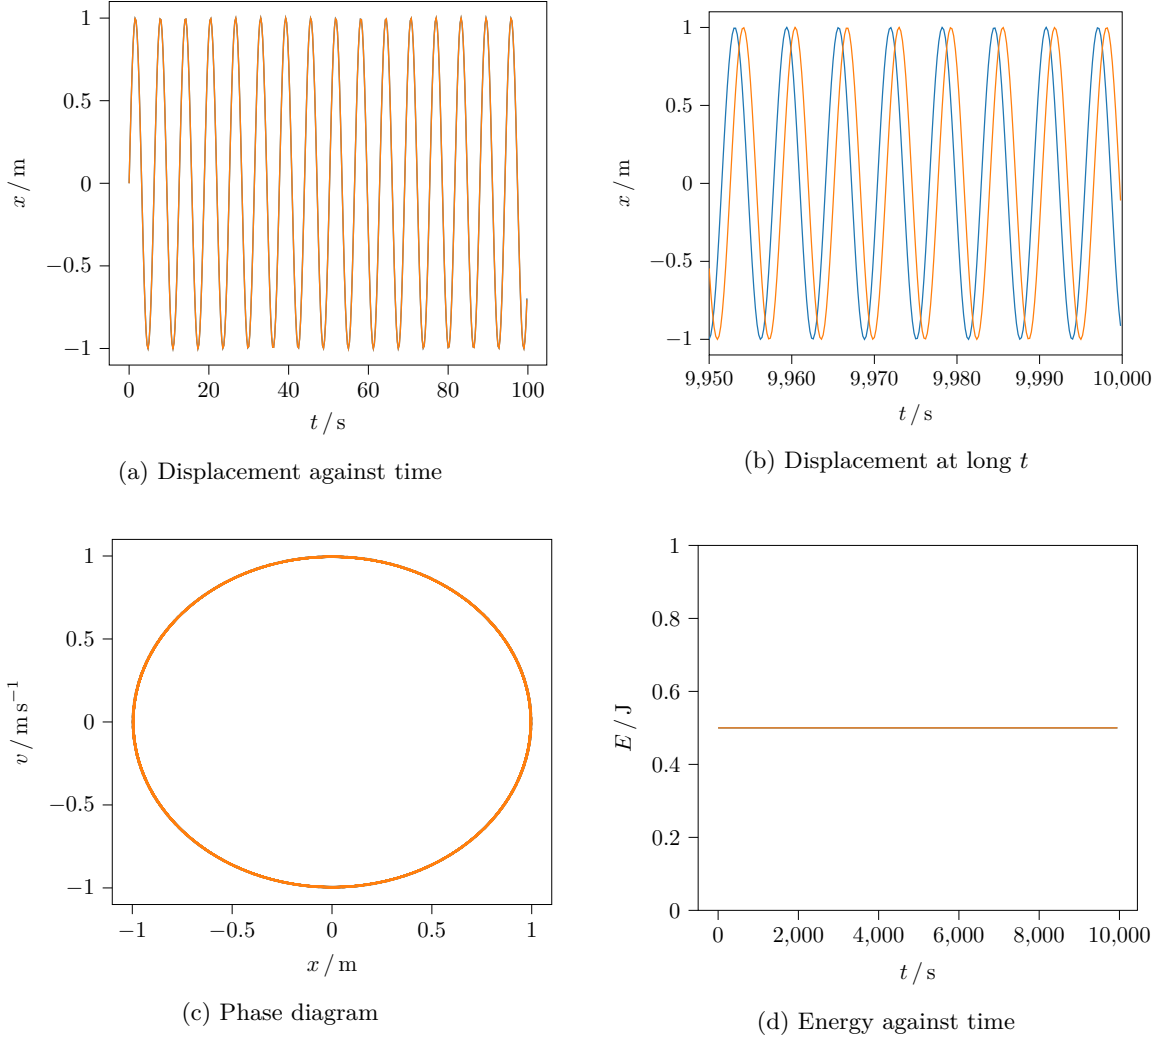 1
0.5
0
−0.5
−1
x / m
0 20 40 60 80 100
t / s
(a) Displacement against time
1
0.5
0
−0.5
−1
x / m
9,950 9,960 9,970 9,980 9,990 10,000
t / s
(b) Displacement at long t
1
0.5
0
−0.5
−1
v / m s⁻¹
−1 −0.5 0 0.5 1
x / m
(c) Phase diagram
1
0.8
0.6
0.4
0.2
0
E / J
0 2,000 4,000 6,000 8,000 10,000
t / s
(d) Energy against time